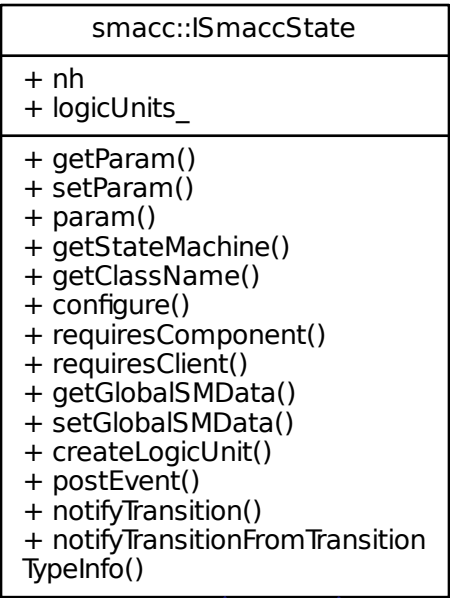 smacc::ISmaccState
+ nh
+ logicUnits_
+ getParam()
+ setParam()
+ param()
+ getStateMachine()
+ getClassName()
+ configure()
+ requiresComponent()
+ requiresClient()
+ getGlobalSMData()
+ setGlobalSMData()
+ createLogicUnit()
+ postEvent()
+ notifyTransition()
+ notifyTransitionFromTransition
TypeInfo()